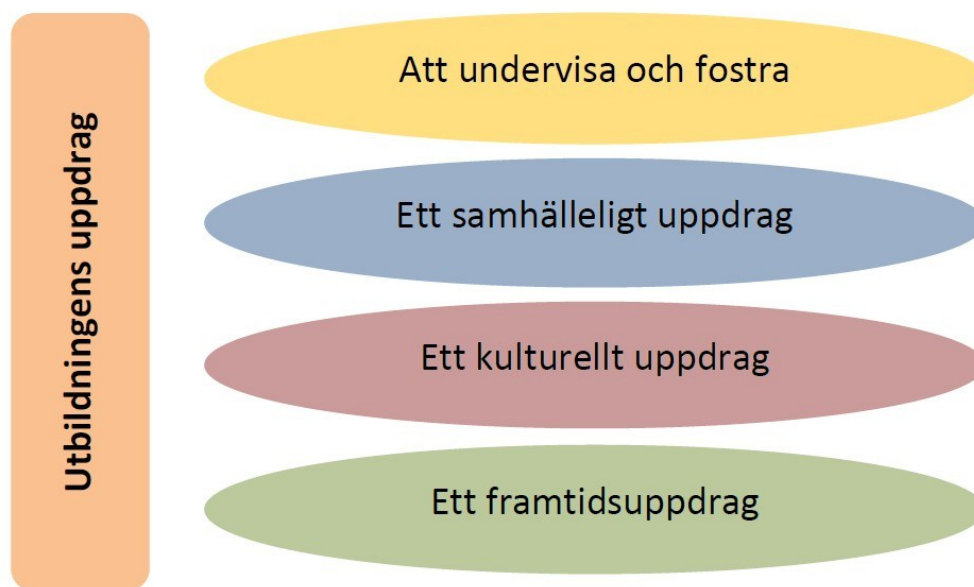 Utbildningens uppdrag
Att undervisa och fostra
Ett samhälleligt uppdrag
Ett kulturellt uppdrag
Ett framtidsuppdrag